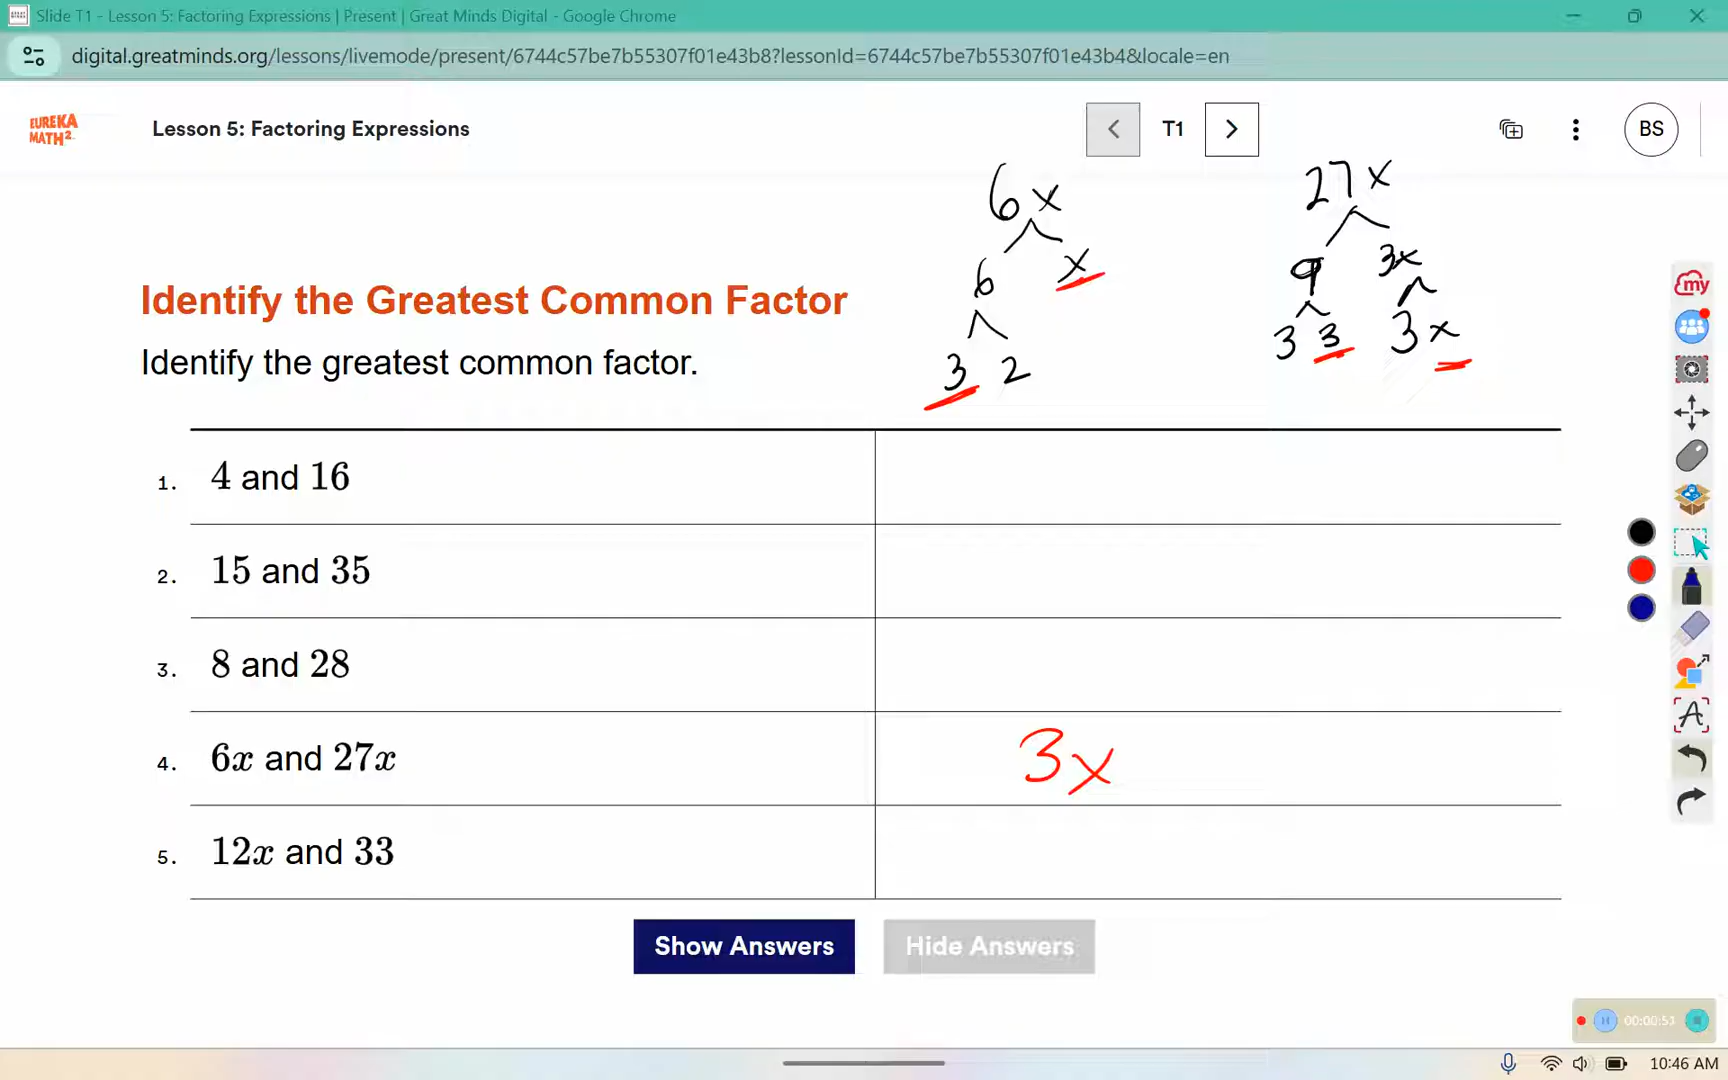 Slide T1 - Lesson 5: Factoring Expressions | Present | Great Minds Digital - Google Chrome
digital.greatminds.org/lessons/livemode/present/6744c57be7b55307f01e43b8?lessonId=6744c57be7b55307f01e43b4&locale=en
EUREKA
MATH²
Lesson 5: Factoring Expressions
T1
BS
6x
27x
6 x
9 3x
3 2
3 3 3 x
Identify the Greatest Common Factor
Identify the greatest common factor.
1. 4 and 16
2. 15 and 35
3. 8 and 28
4. 6x and 27x
3x
5. 12x and 33
Show Answers
Hide Answers
my
A
00:00:51
10:46 AM